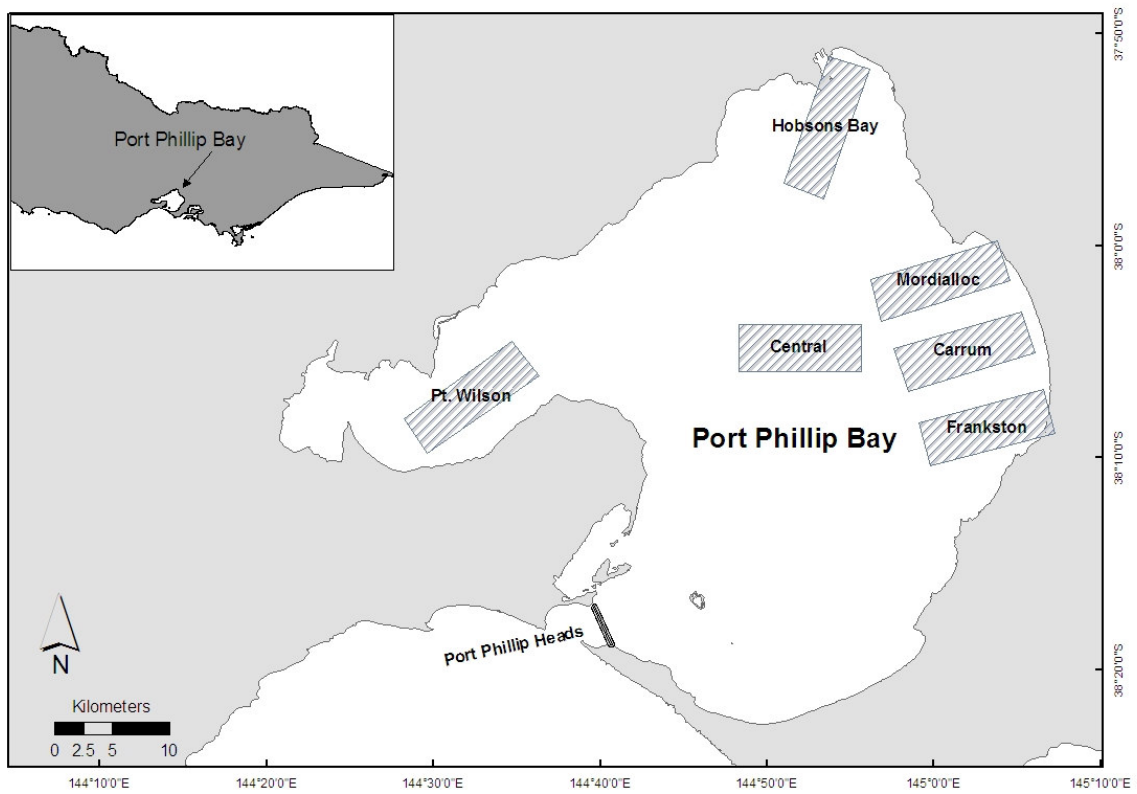 Port Phillip Bay
Hobsons Bay
Mordialloc
Central
Carrum
Pt. Wilson
Frankston
Port Phillip Bay
Port Phillip Heads
N
Kilometers
0 2.5 5 10
37°50'0"S
38°0'0"S
38°10'0"S
38°20'0"S
144°10'0"E 144°20'0"E 144°30'0"E 144°40'0"E 144°50'0"E 145°0'0"E 145°10'0"E